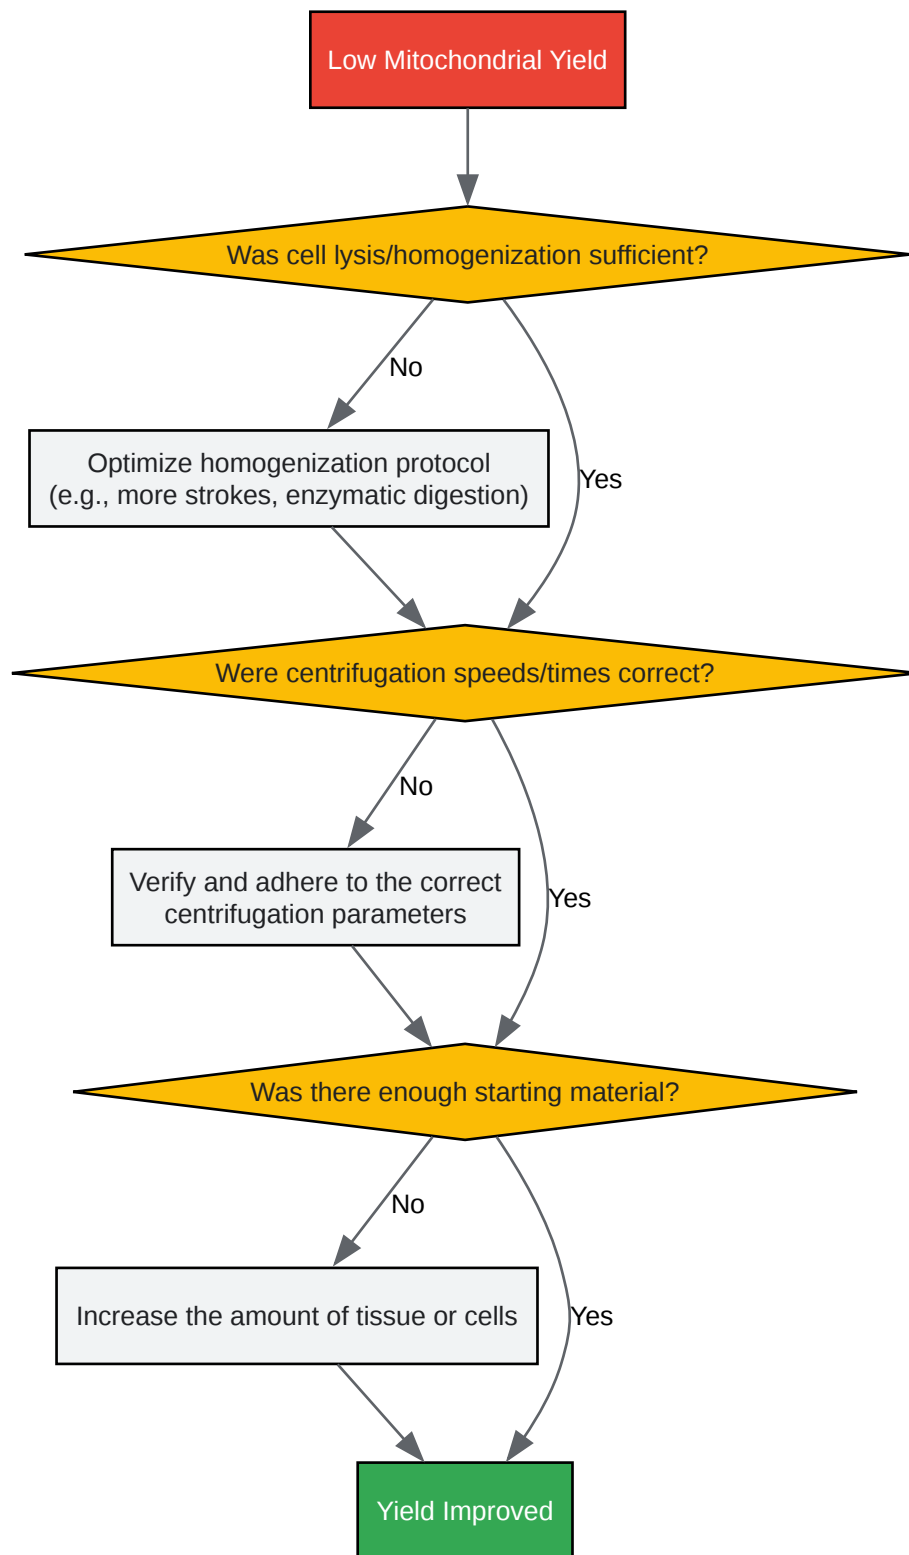 Low Mitochondrial Yield
Was cell lysis/homogenization sufficient?
No
Optimize homogenization protocol
(e.g., more strokes, enzymatic digestion)
Yes
Were centrifugation speeds/times correct?
No
Verify and adhere to the correct
centrifugation parameters
Yes
Was there enough starting material?
No
Increase the amount of tissue or cells
Yes
Yield Improved